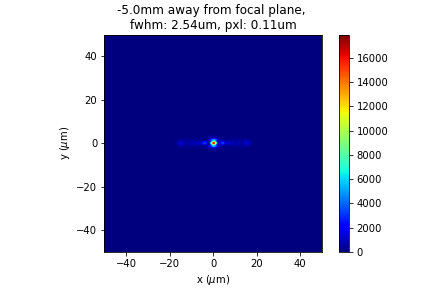 -5.0mm away from focal plane,
fwhm: 2.54um, pxl: 0.11um
40
20
0
−20
−40
y (μm)
−40 −20 0 20 40
x (μm)
16000
14000
12000
10000
8000
6000
4000
2000
0